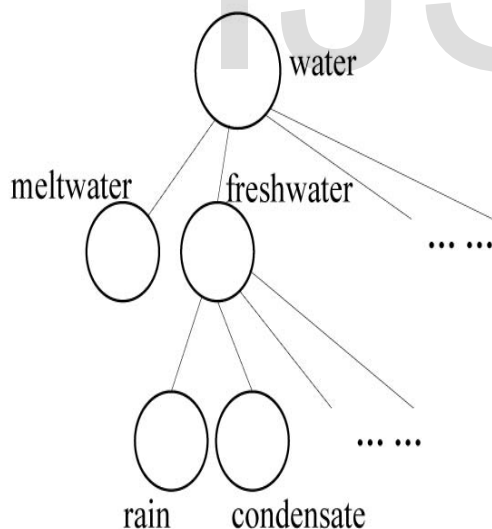 water
meltwater
freshwater
... ...
... ...
rain
condensate